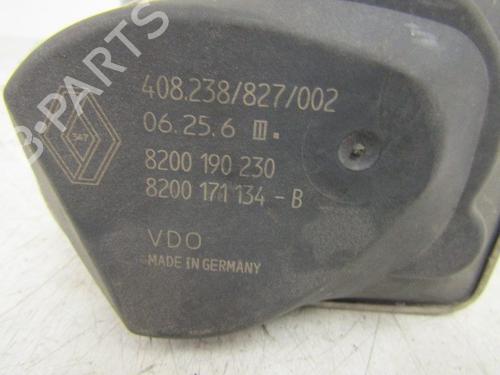 B-PARTS
408.238/827/002
06.25.6 III.
8200 190 230
8200 171 134 - B
VDO
MADE IN GERMANY